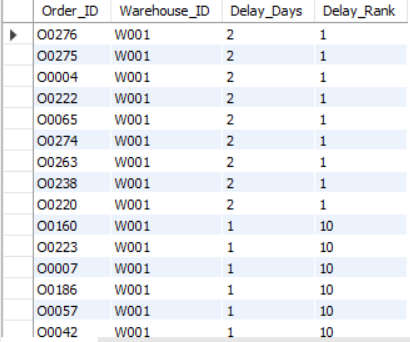 Order_ID Warehouse_ID Delay_Days Delay_Rank
O0276 W001 2 1
O0275 W001 2 1
O0004 W001 2 1
O0222 W001 2 1
O0065 W001 2 1
O0274 W001 2 1
O0263 W001 2 1
O0238 W001 2 1
O0220 W001 2 1
O0160 W001 1 10
O0223 W001 1 10
O0007 W001 1 10
O0186 W001 1 10
O0057 W001 1 10
O0042 W001 1 10